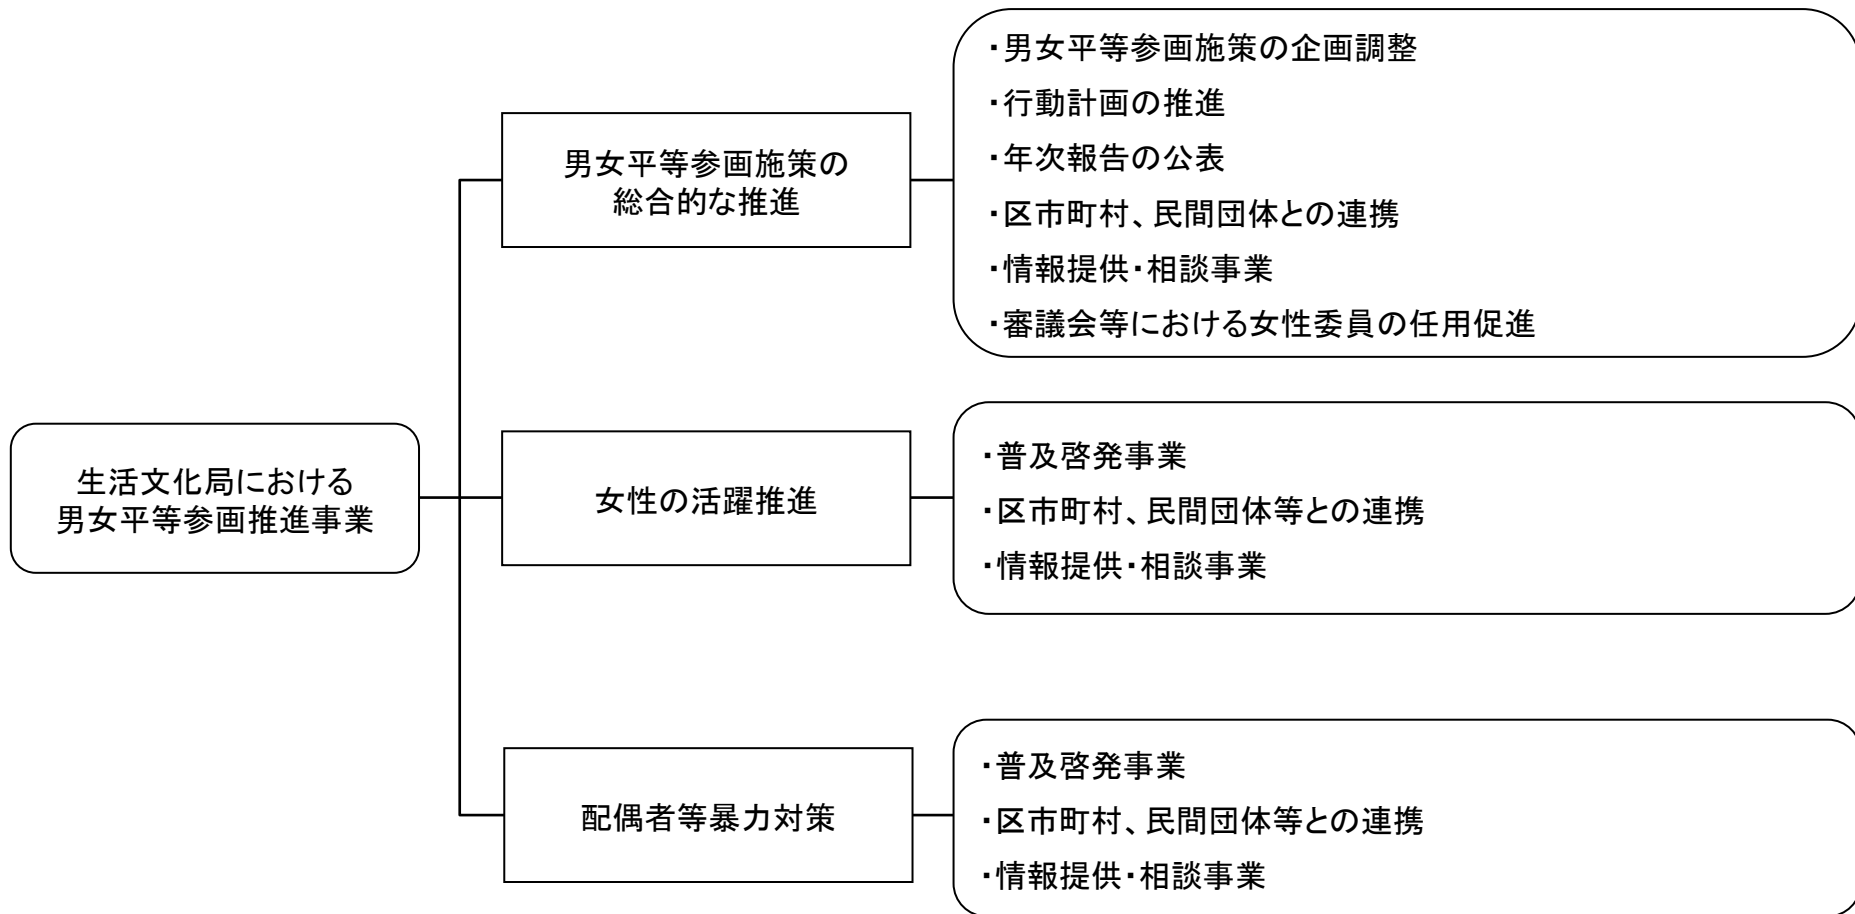 生活文化局における
男女平等参画推進事業
男女平等参画施策の
総合的な推進
・男女平等参画施策の企画調整
・行動計画の推進
・年次報告の公表
・区市町村、民間団体との連携
・情報提供・相談事業
・審議会等における女性委員の任用促進
女性の活躍推進
・普及啓発事業
・区市町村、民間団体等との連携
・情報提供・相談事業
配偶者等暴力対策
・普及啓発事業
・区市町村、民間団体等との連携
・情報提供・相談事業